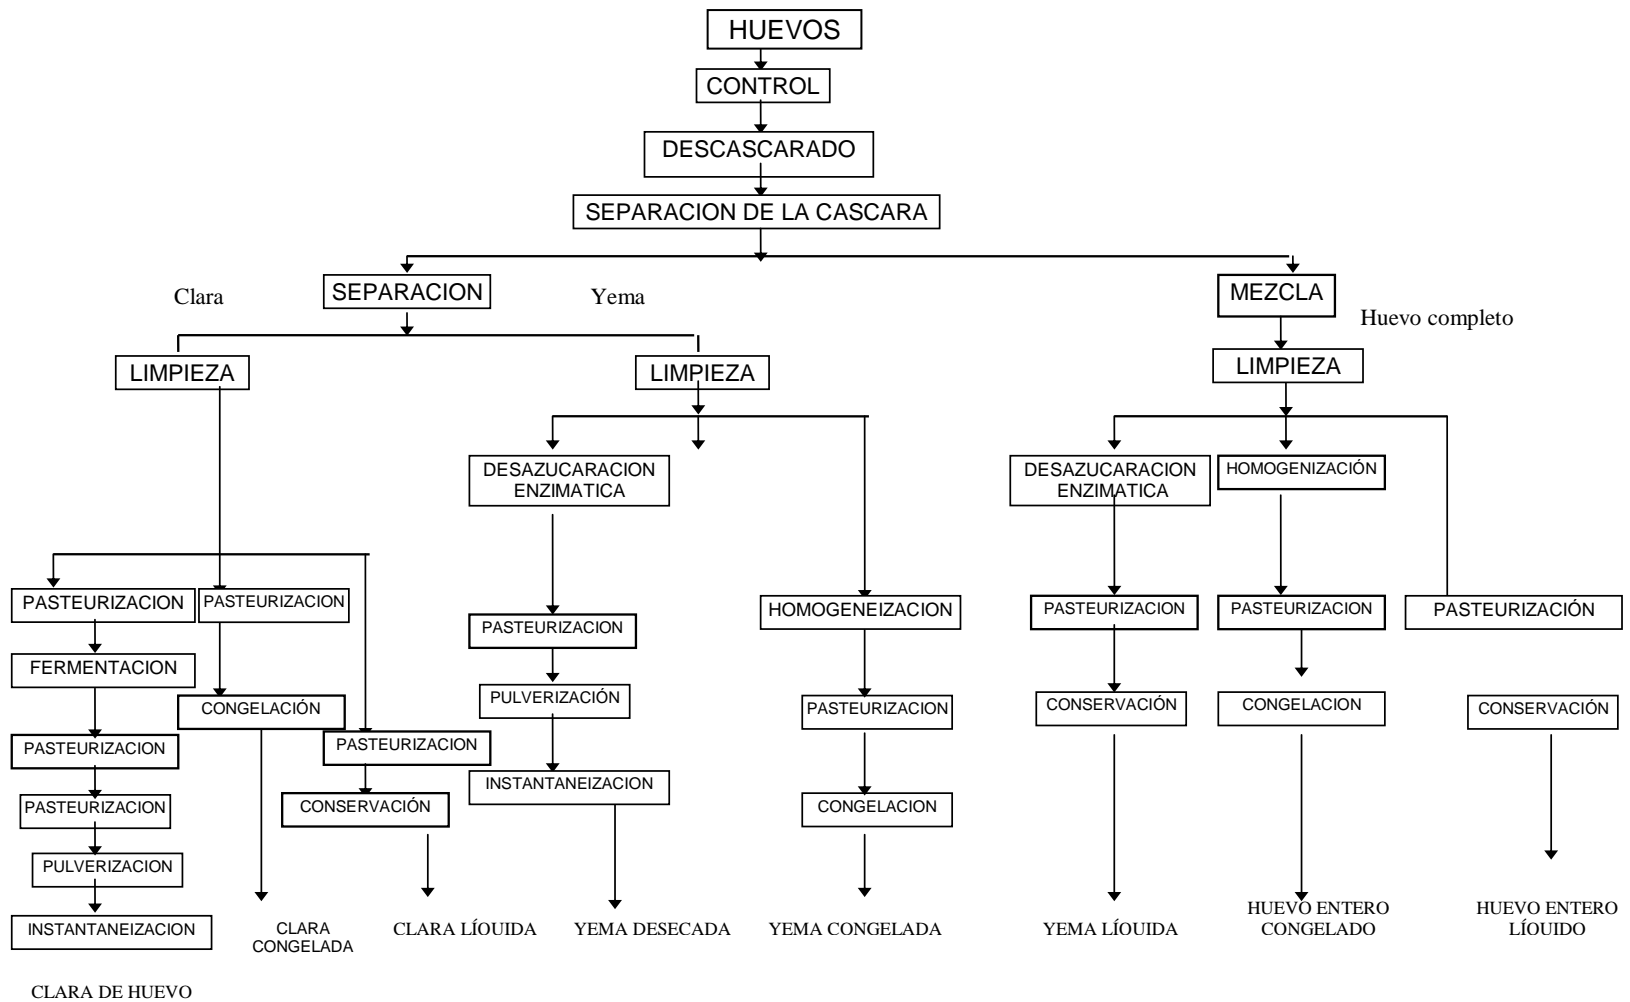 HUEVOS
CONTROL
DESCASCARADO
SEPARACION DE LA CASCARA
Clara
SEPARACION
Yema
MEZCLA
Huevo completo
LIMPIEZA
LIMPIEZA
LIMPIEZA
DESAZUCARACION
ENZIMATICA
DESAZUCARACION
ENZIMATICA
HOMOGENIZACIÓN
PASTEURIZACION
PASTEURIZACION
PASTEURIZACION
HOMOGENEIZACION
PASTEURIZACION
PASTEURIZACION
PASTEURIZACIÓN
FERMENTACION
CONGELACIÓN
PULVERIZACIÓN
PASTEURIZACION
CONSERVACIÓN
CONGELACION
CONSERVACIÓN
PASTEURIZACION
PASTEURIZACION
INSTANTANEIZACION
PASTEURIZACION
CONSERVACIÓN
CONGELACION
PULVERIZACION
INSTANTANEIZACION
CLARA
CONGELADA
CLARA LÍOUIDA
YEMA DESECADA
YEMA CONGELADA
YEMA LÍQUIDA
HUEVO ENTERO
CONGELADO
HUEVO ENTERO
LÍQUIDO
CLARA DE HUEVO